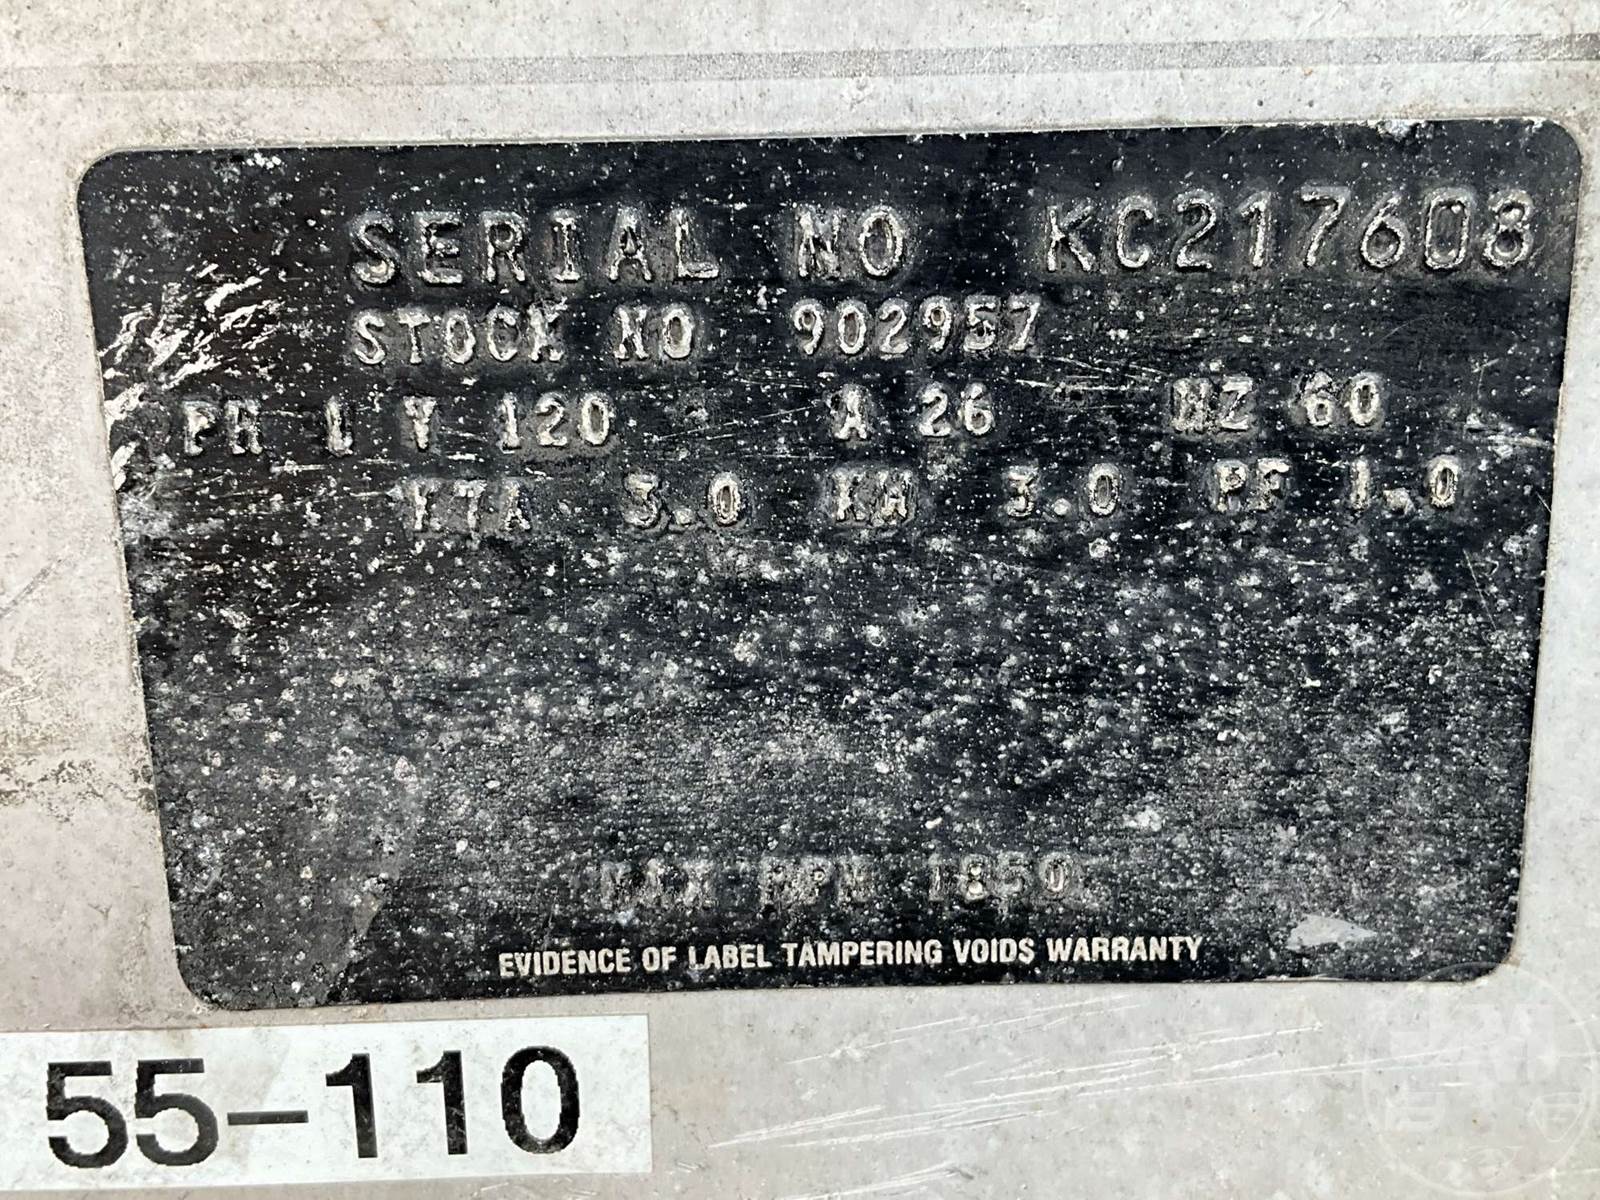 SERIAL NO KC217608
STOCK NO 902957
PH 1 V 120 A 26 HZ 60
KVA 3.0 KW 3.0 PF 1.0
MAX RPM 1850
EVIDENCE OF LABEL TAMPERING VOIDS WARRANTY
55-110